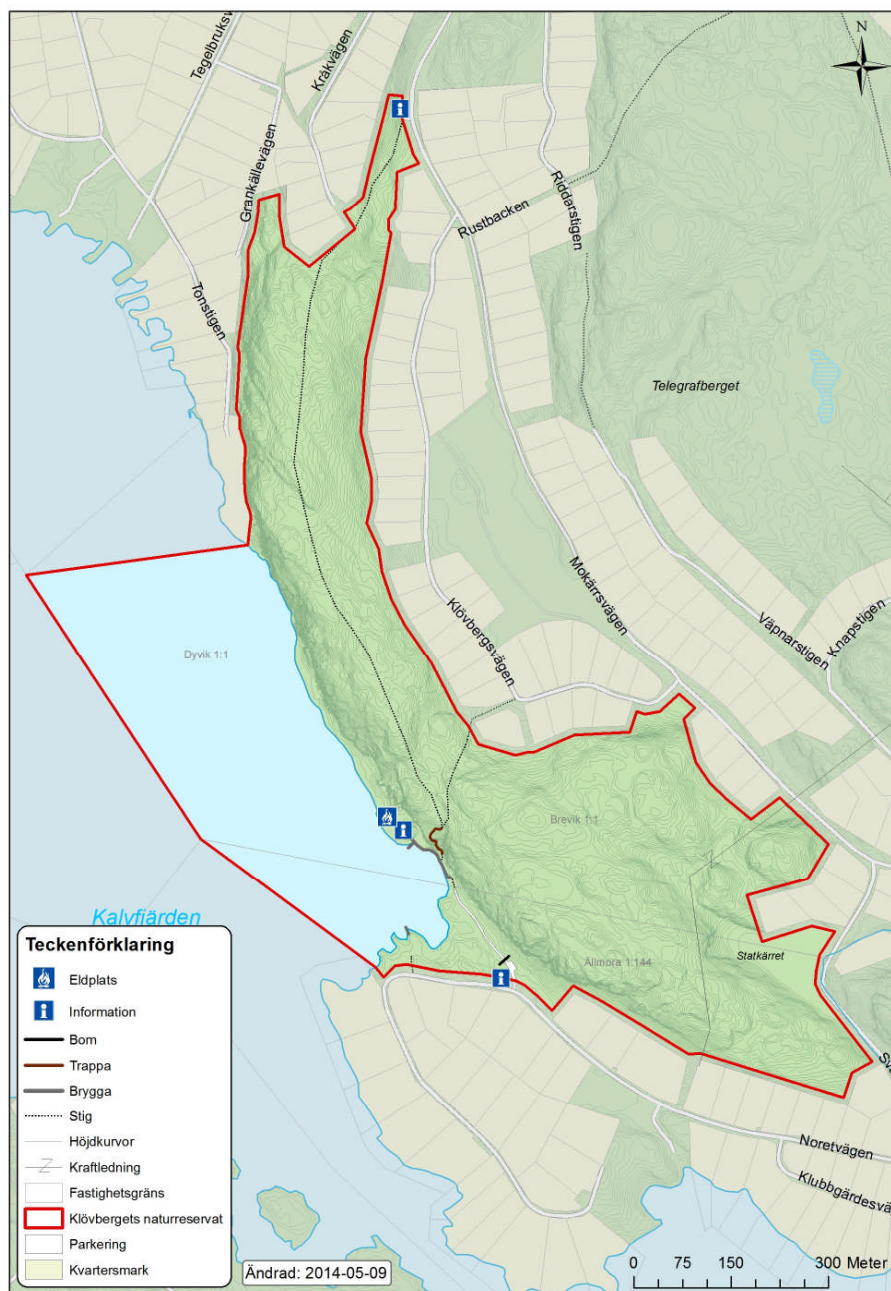 Tegelbruksv
Kråkvägen
N
Grankällevägen
Riddarstigen
Rustbacken
Tonstigen
Telegrafberget
Mokärrsvägen
Klövbergsvägen
Väpnarstigen
Knapstigen
Dyvik 1:1
Brevik 1:1
Kalvfjärden
Statkärret
Ällmora 1:144
Teckenförklaring
Eldplats
Information
Bom
Trappa
Brygga
Stig
Höjdkurvor
Kraftledning
Fastighetsgräns
Klövbergets naturreservat
Parkering
Kvartersmark
Sva
Noretvägen
Klubbgärdesvä
Ändrad: 2014-05-09
0 75 150 300 Meter